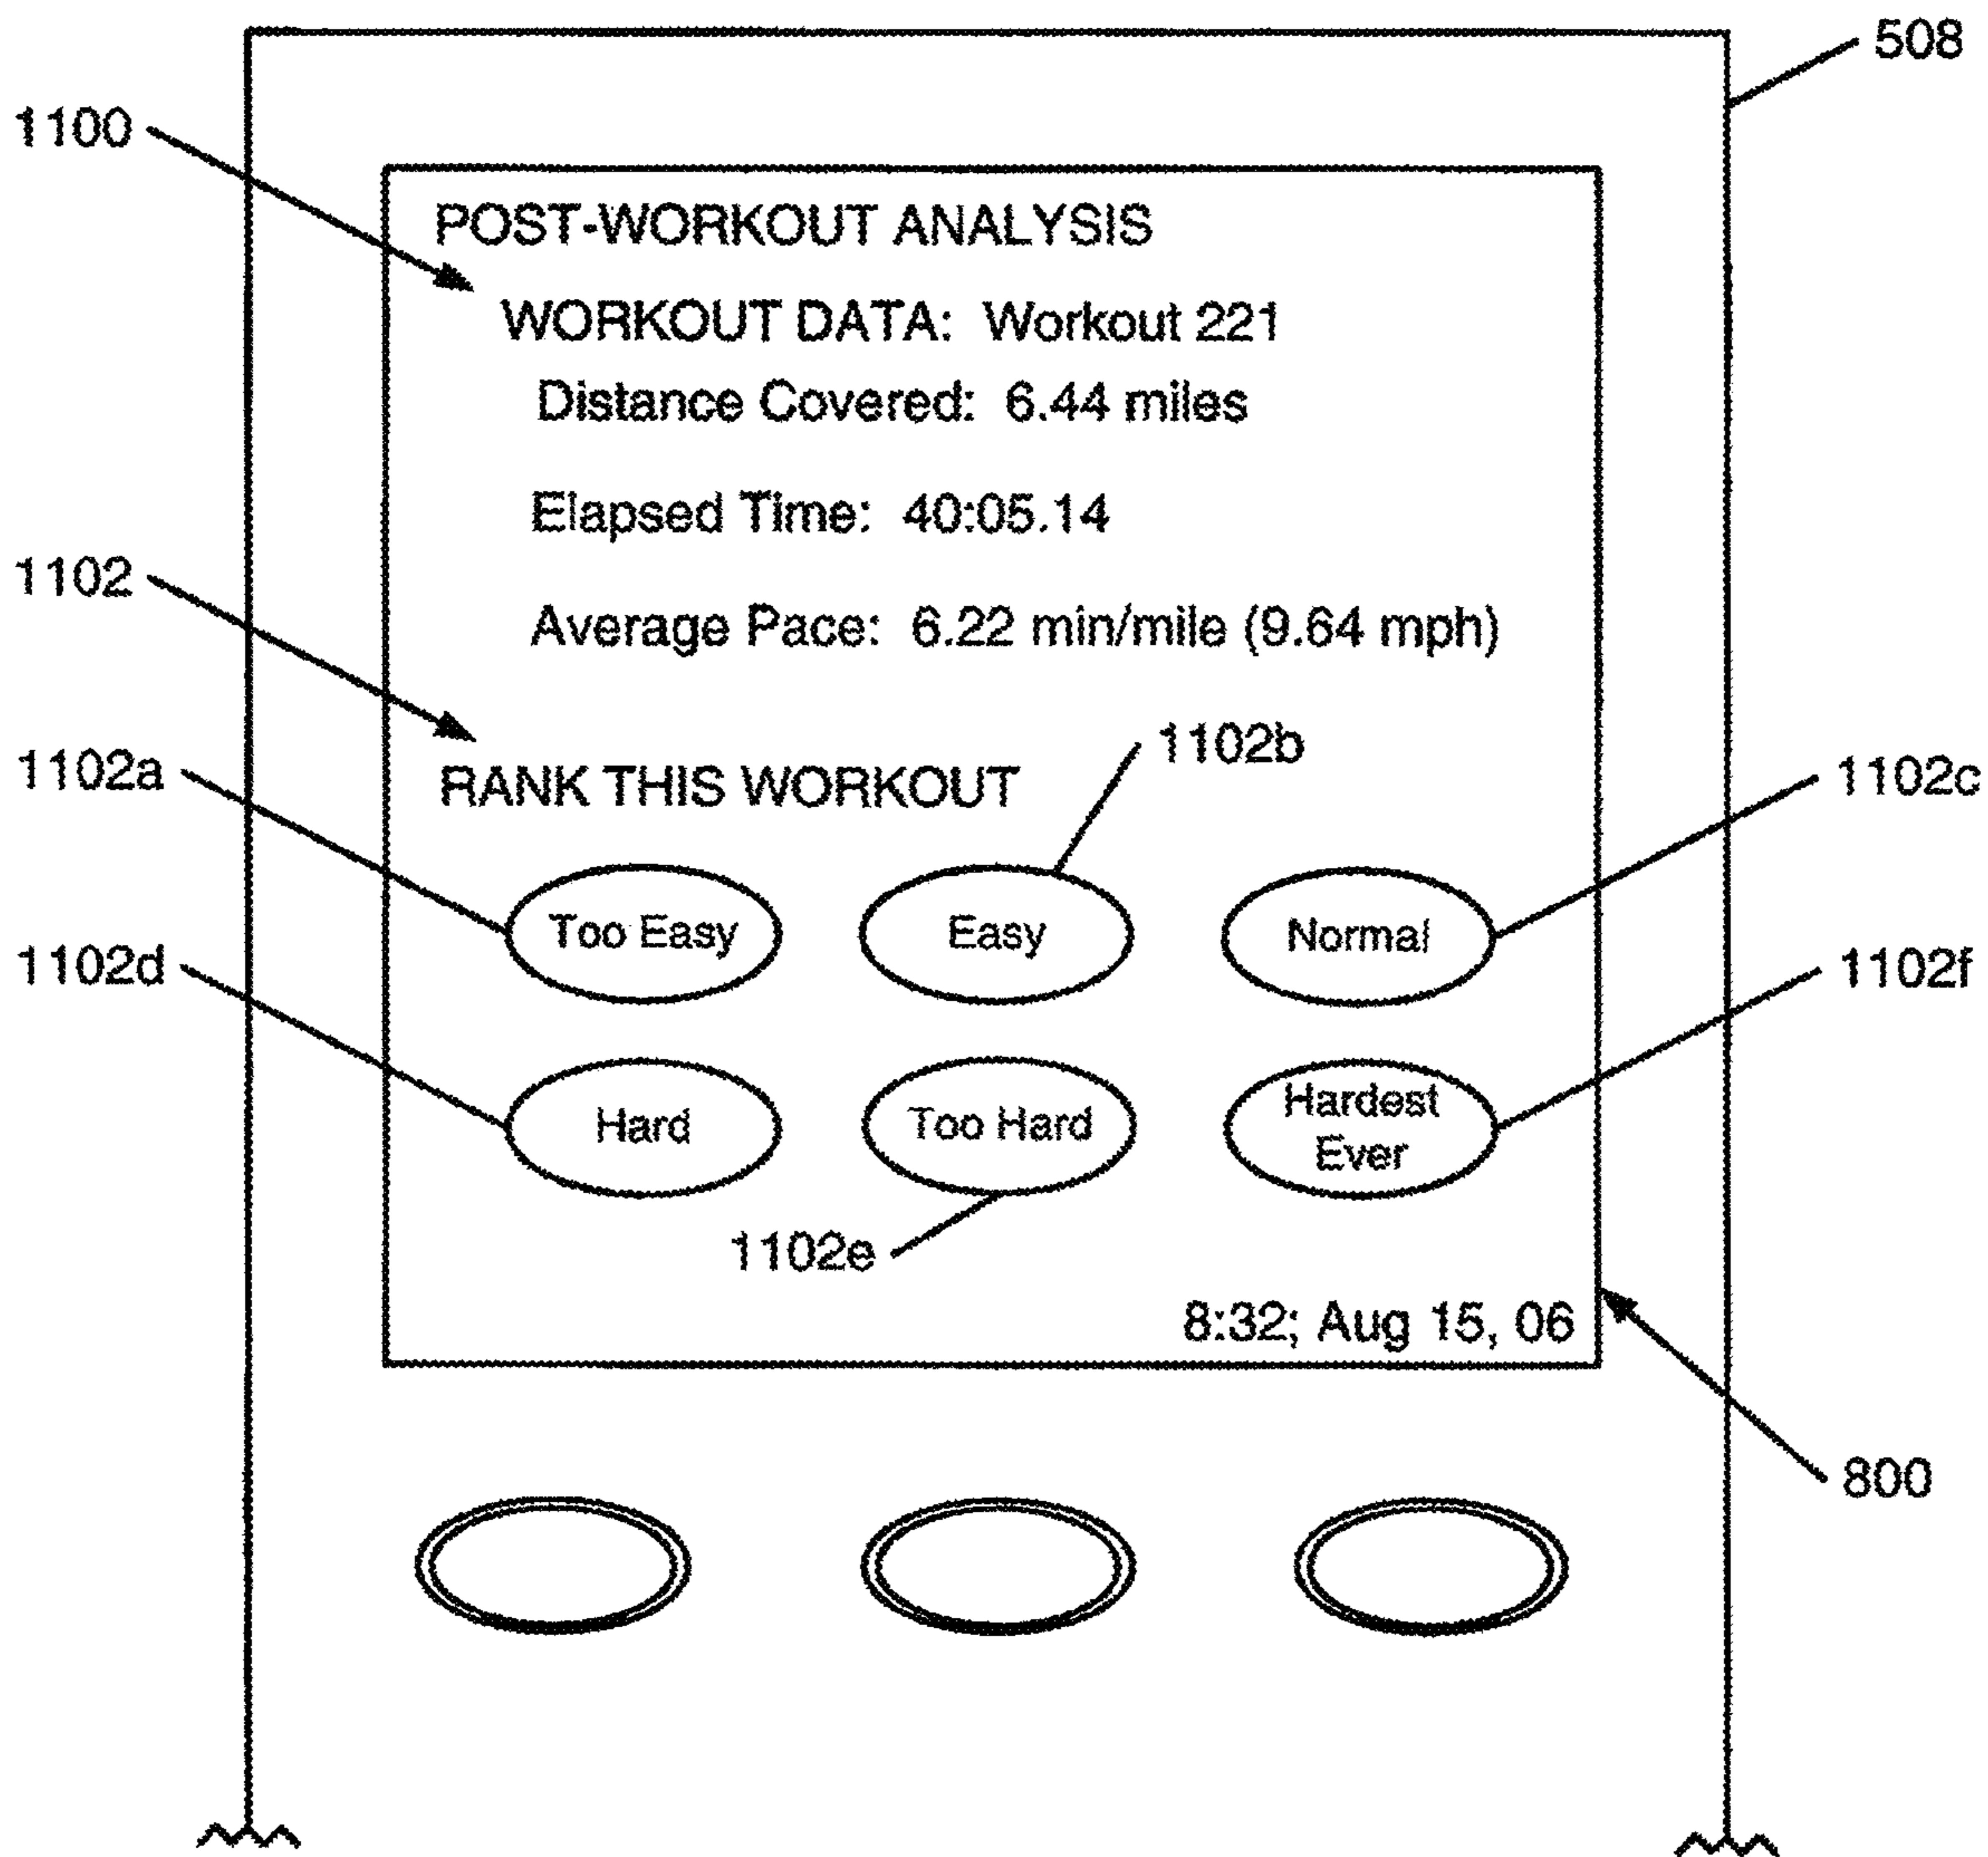 508
1100
POST-WORKOUT ANALYSIS
WORKOUT DATA: Workout 221
Distance Covered: 6.44 miles
Elapsed Time: 40:05.14
1102
Average Pace: 6.22 min/mile (9.64 mph)
1102b
1102a
1102c
RANK THIS WORKOUT
Too Easy Easy Normal
1102d
1102f
Hard Too Hard Hardest
Ever
1102e
8:32; Aug 15, 06
800